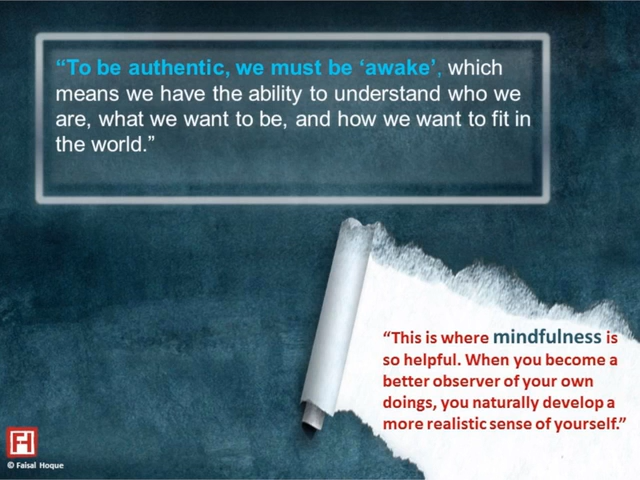 “To be authentic, we must be ‘awake’, which
means we have the ability to understand who we
are, what we want to be, and how we want to fit in
the world.”
“This is where mindfulness is
so helpful. When you become a
better observer of your own
doings, you naturally develop a
more realistic sense of yourself.”
FH
© Faisal Hoque